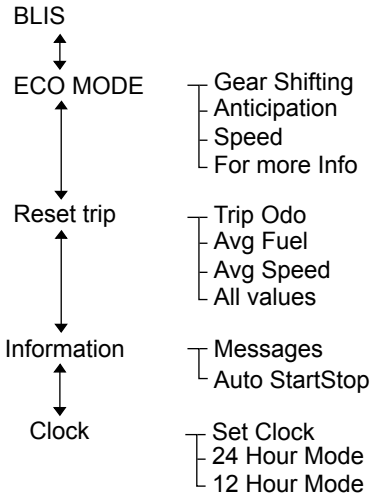 BLIS
ECO MODE
Gear Shifting
Anticipation
Speed
For more Info
Reset trip
Trip Odo
Avg Fuel
Avg Speed
All values
Information
Messages
Auto StartStop
Clock
Set Clock
24 Hour Mode
12 Hour Mode